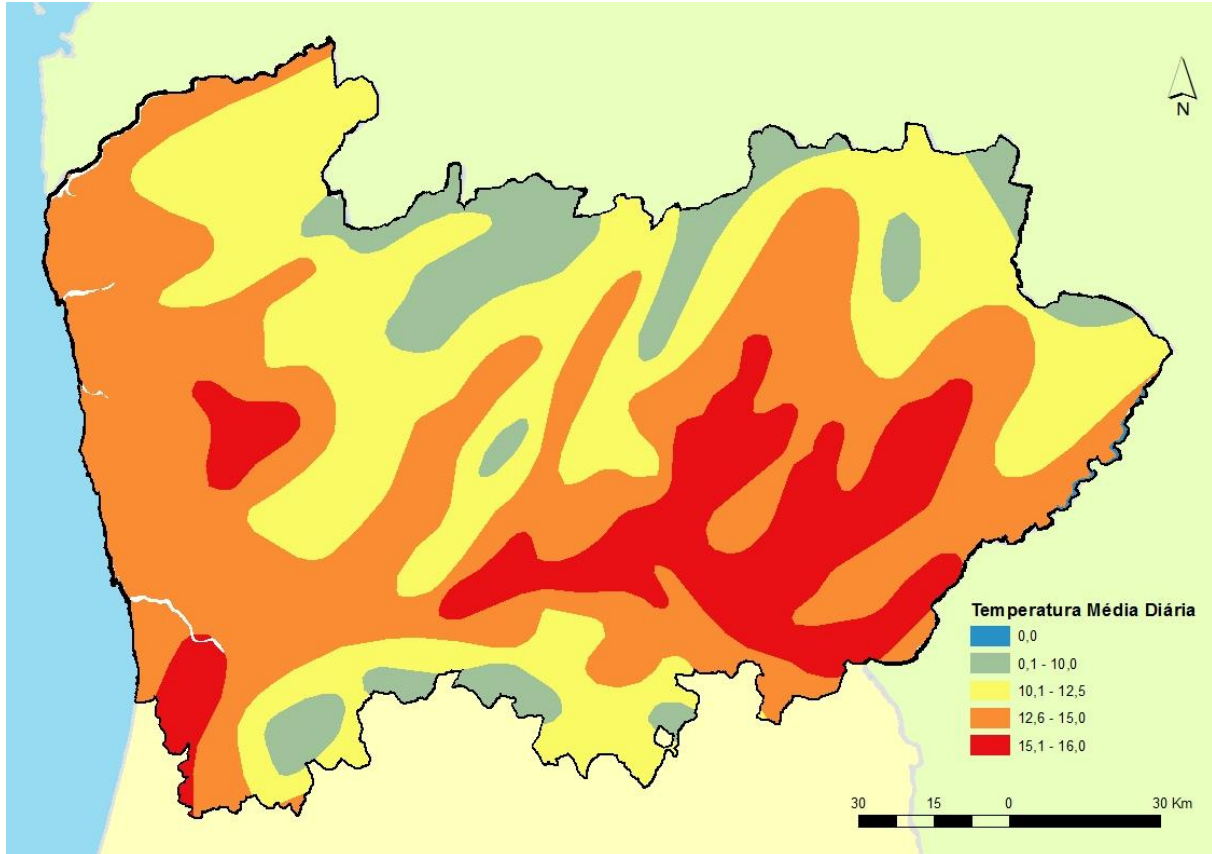 N
Temperatura Média Diária
0,0
0,1 - 10,0
10,1 - 12,5
12,6 - 15,0
15,1 - 16,0
30 15 0 30 Km